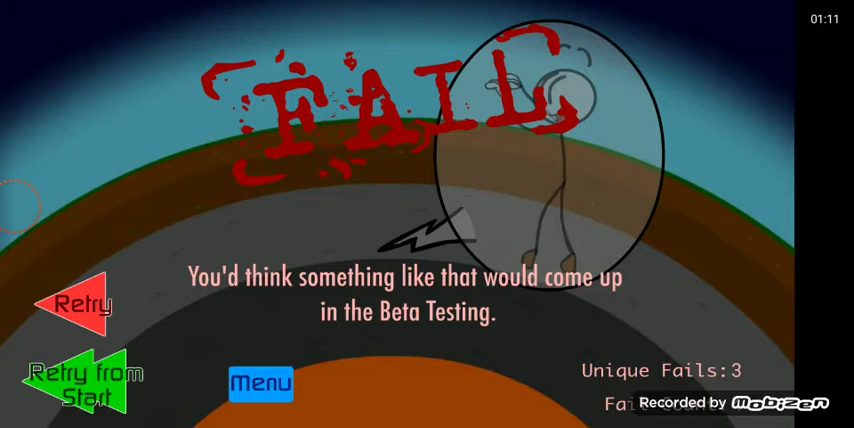 01:11
FAIL
You'd think something like that would come up
in the Beta Testing.
Retry
Retry from
Start
Menu
Unique Fails:3
Recorded by mobizen